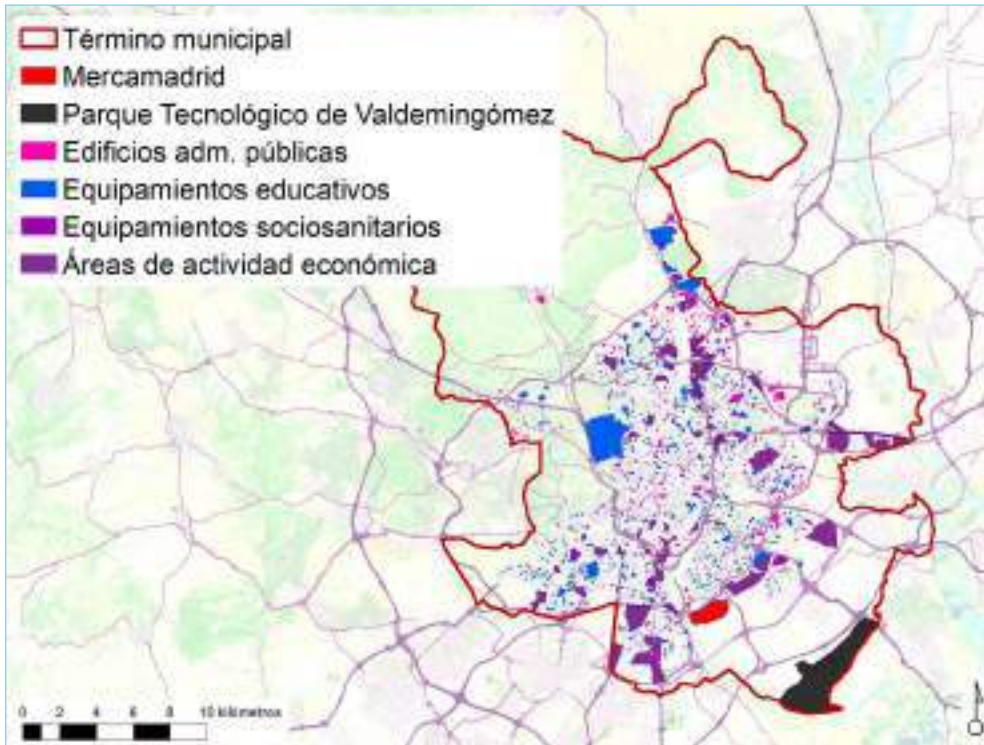 Término municipal
Mercamadrid
Parque Tecnológico de Valdemingómez
Edificios adm. públicas
Equipamientos educativos
Equipamientos sociosanitarios
Áreas de actividad económica
0 2 4 6 8 10 kilómetros